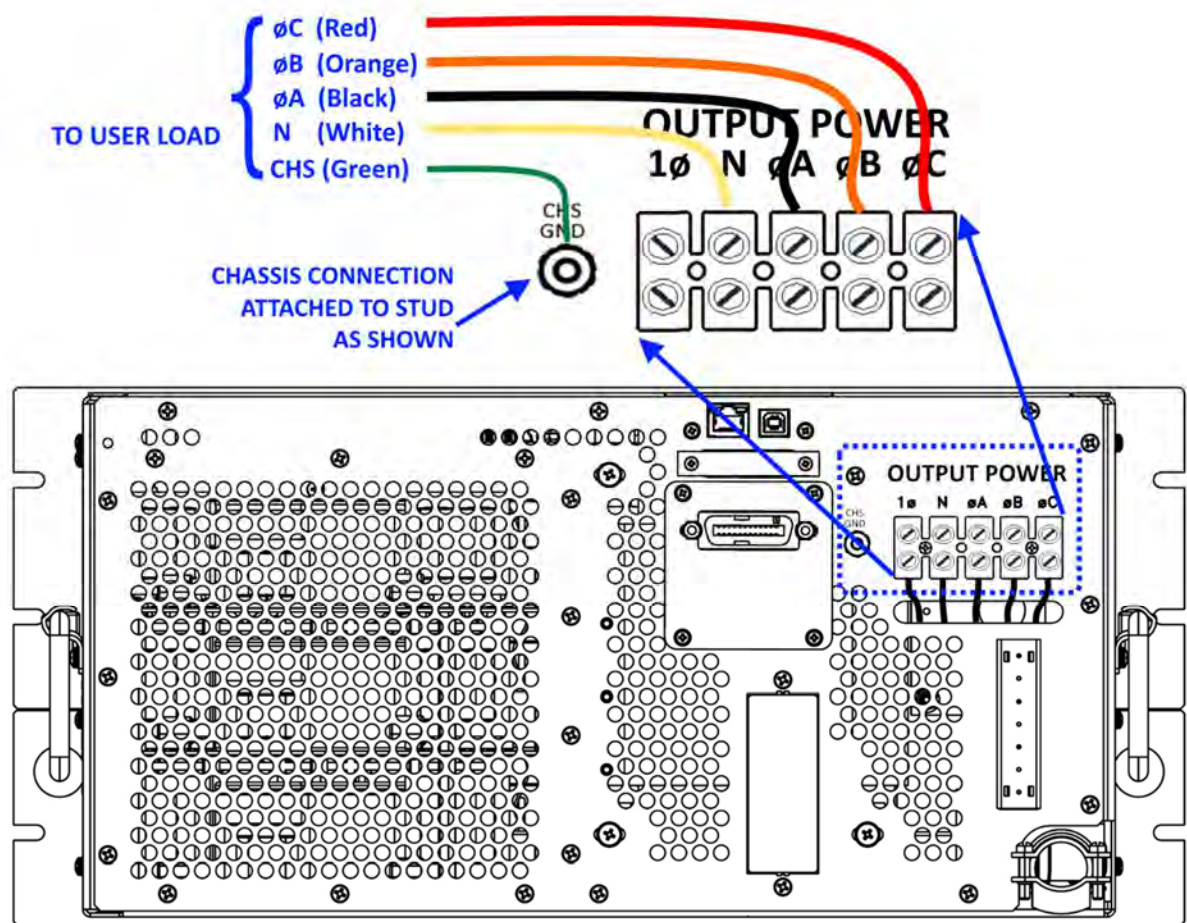 øC (Red)
øB (Orange)
øA (Black)
N (White)
CHS (Green)
TO USER LOAD
OUTPUT POWER
1ø N øA øB øC
CHS
GND
CHASSIS CONNECTION
ATTACHED TO STUD
AS SHOWN
OUTPUT POWER
1ø N øA øB øC
CHS
GND